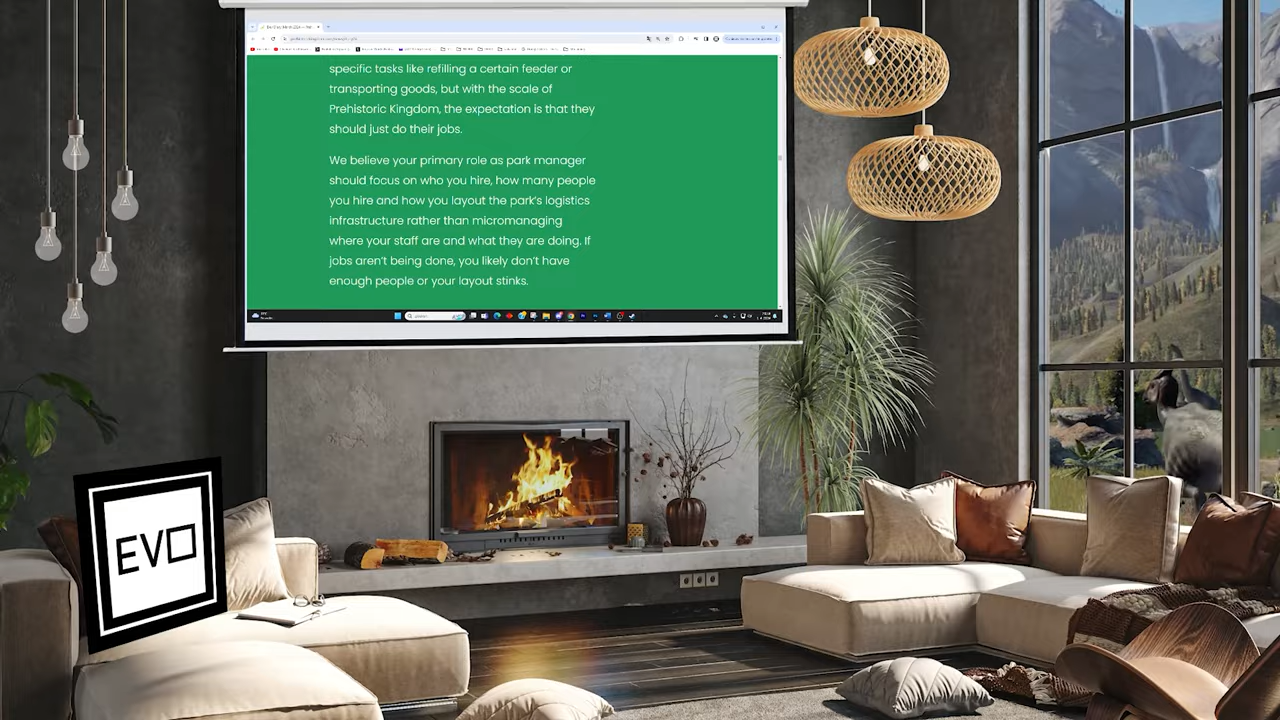 specific tasks like refilling a certain feeder or
transporting goods, but with the scale of
Prehistoric Kingdom, the expectation is that they
should just do their jobs.
We believe your primary role as park manager
should focus on who you hire, how many people
you hire and how you layout the park's logistics
infrastructure rather than micromanaging
where your staff are and what they are doing. If
jobs aren't being done, you likely don't have
enough people or your layout stinks.
EVO